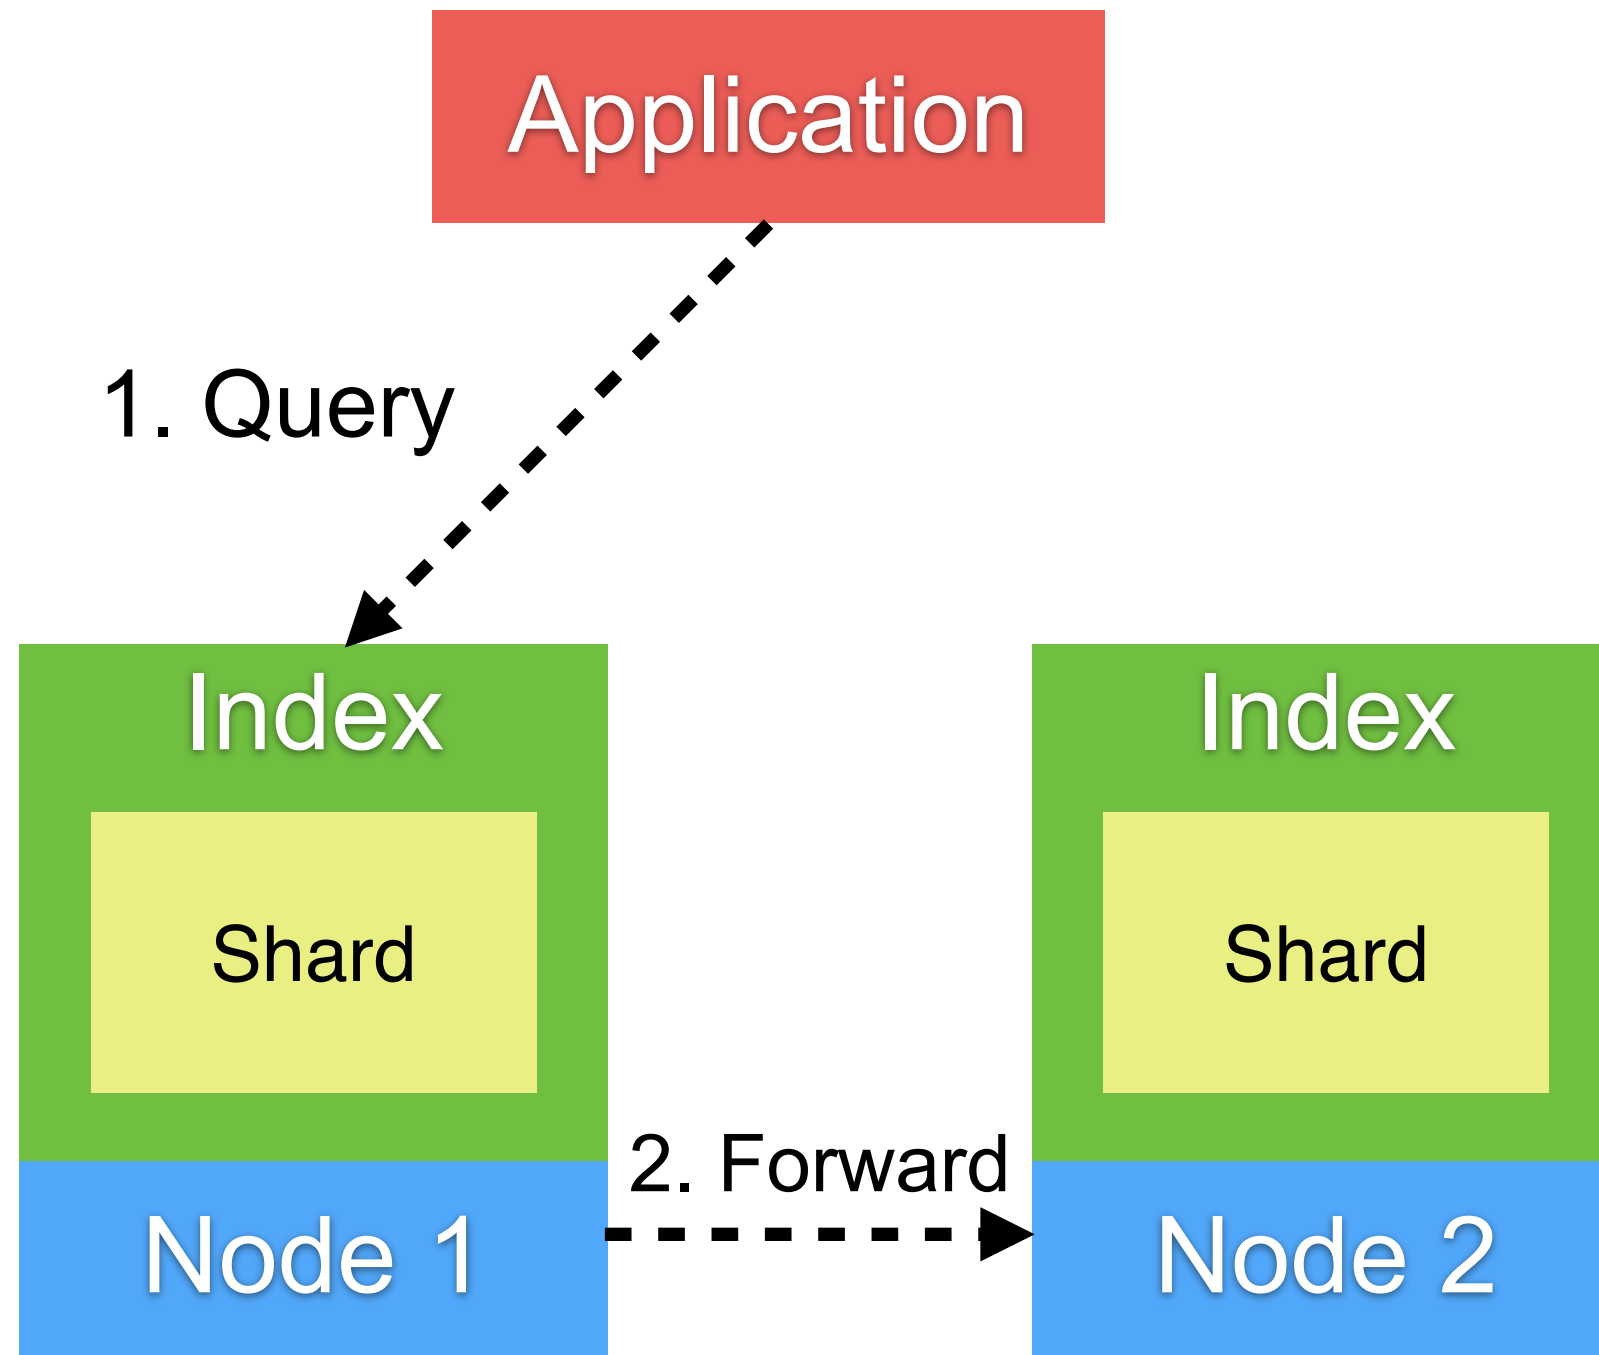 Application
1. Query
Index
Index
Shard
Shard
2. Forward
Node 1
Node 2